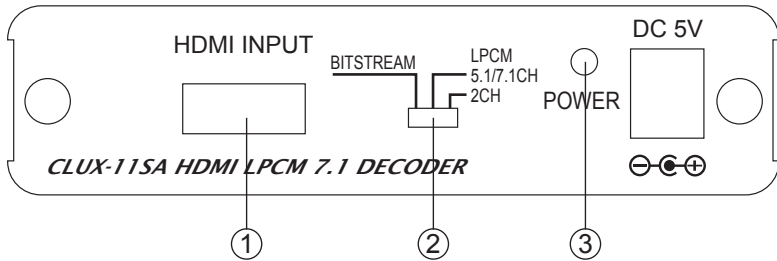 HDMI INPUT
BITSTREAM
LPCM
5.1/7.1CH
2CH
POWER
DC 5V
CLUX-11SA HDMI LPCM 7.1 DECODER
1
2
3